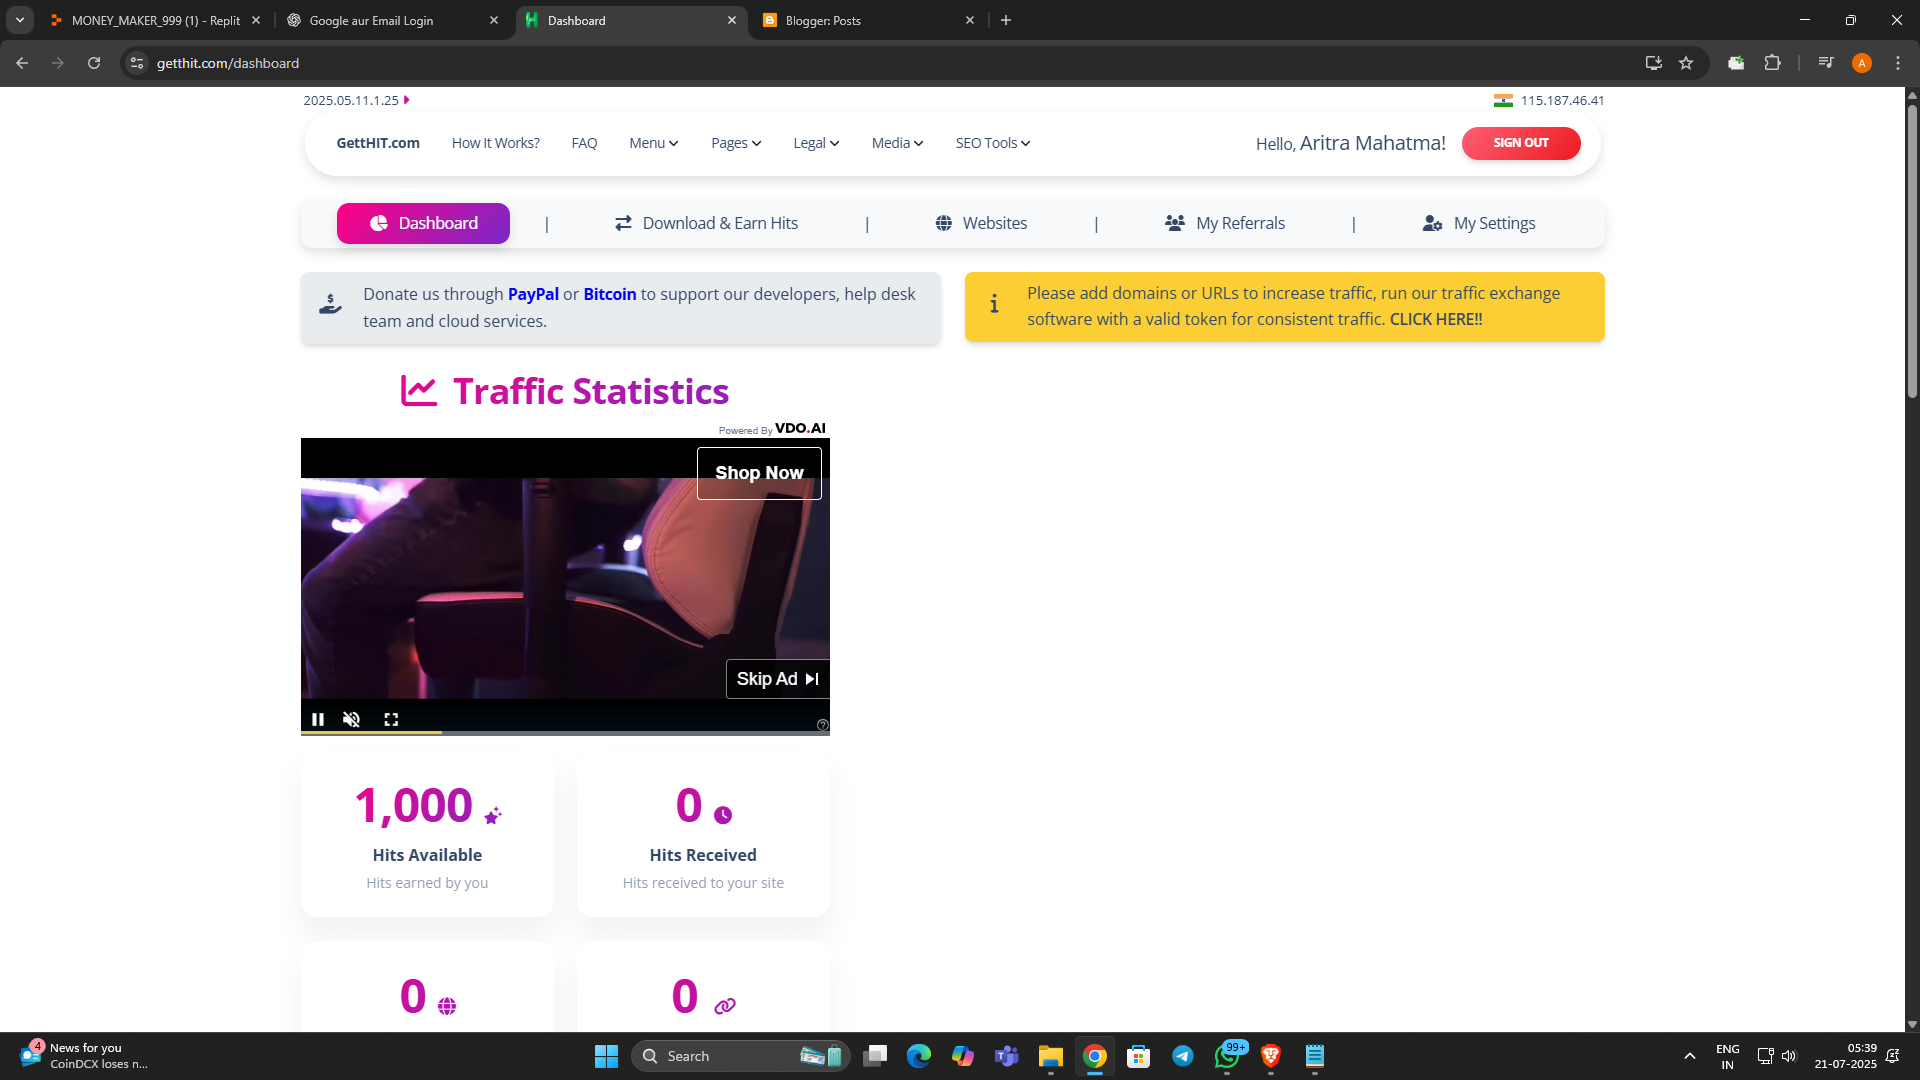 MONEY_MAKER_999 (1) - Replit
Google aur Email Login
Dashboard
Blogger: Posts
getthit.com/dashboard
A
2025.05.11.1.25
115.187.46.41
GettHIT.com
How It Works?
FAQ
Menu
Pages
Legal
Media
SEO Tools
Hello, Aritra Mahatma!
SIGN OUT
Dashboard
|
Download & Earn Hits
|
Websites
|
My Referrals
|
My Settings
Donate us through PayPal or Bitcoin to support our developers, help desk
team and cloud services.
Please add domains or URLs to increase traffic, run our traffic exchange
software with a valid token for consistent traffic. CLICK HERE!!
Traffic Statistics
Powered By VDO.AI
Shop Now
Skip Ad
1,000
Hits Available
Hits earned by you
0
Hits Received
Hits received to your site
0
0
4
News for you
CoinDCX loses n...
Search
99+
ENG
IN
05:39
21-07-2025